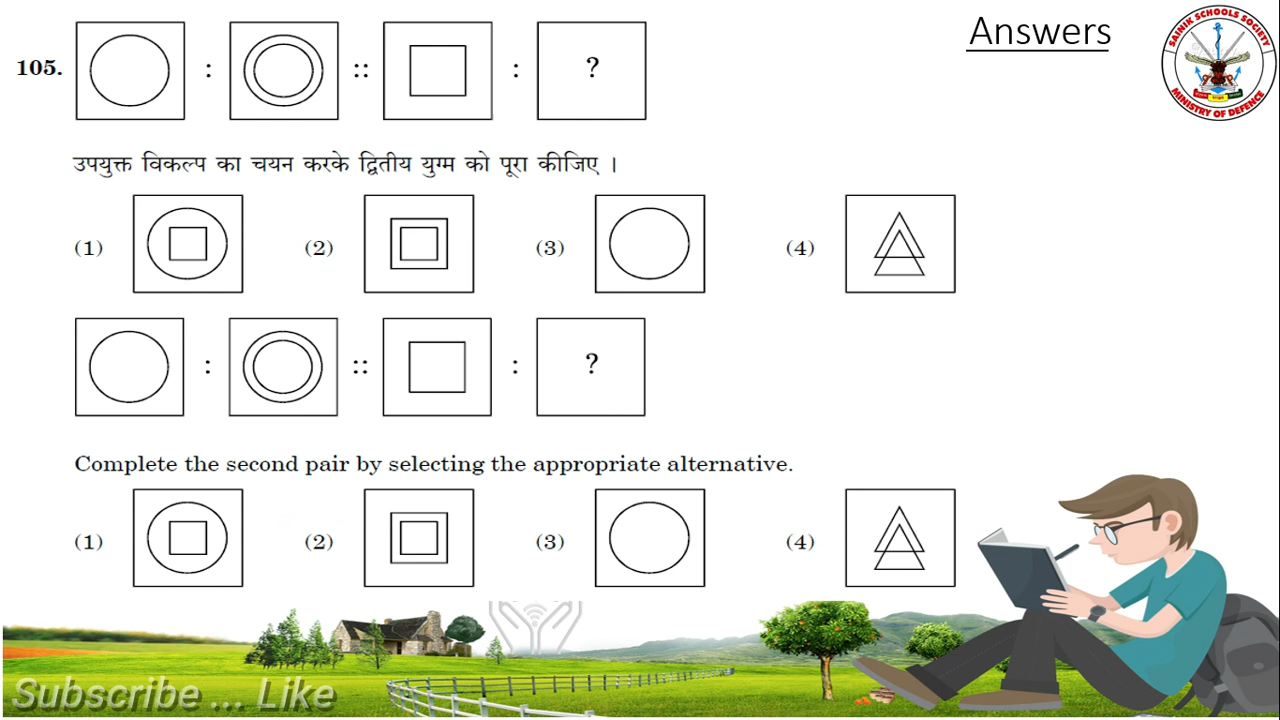 Answers
SAINIK SCHOOLS SOCIETY
MINISTRY OF DEFENCE
105. : :: : ?
उपयुक्त विकल्प का चयन करके द्वितीय युग्म को पूरा कीजिए ।
(1) (2) (3) (4)
: :: : ?
Complete the second pair by selecting the appropriate alternative.
(1) (2) (3) (4)
Subscribe ... Like